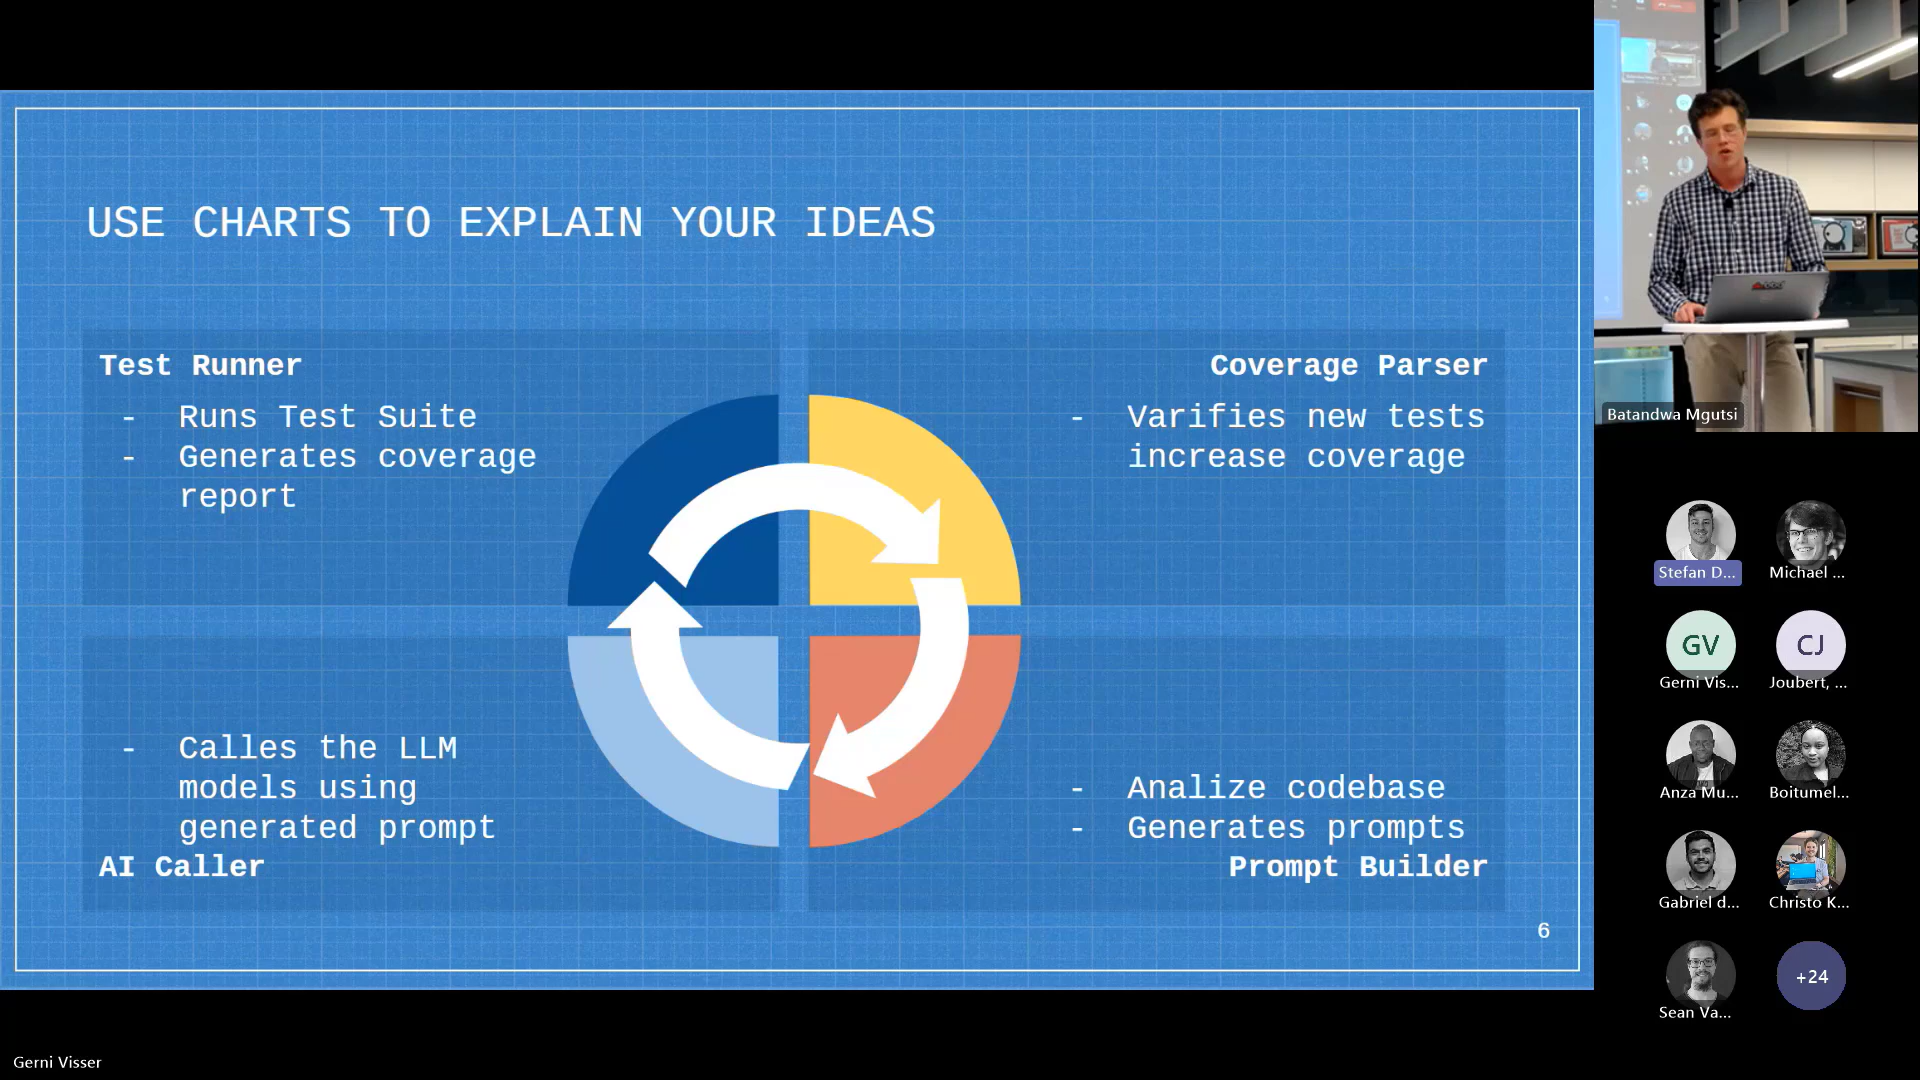 USE CHARTS TO EXPLAIN YOUR IDEAS
Test Runner
- Runs Test Suite
- Generates coverage
report
Coverage Parser
- Varifies new tests
increase coverage
- Calles the LLM
models using
generated prompt
AI Caller
- Analize codebase
- Generates prompts
Prompt Builder
6
Gerni Visser
Batandwa Mgutsi
Stefan D...
Michael ...
GV
Gerni Vis...
CJ
Joubert, ...
Anza Mu...
Boitumel...
Gabriel d...
Christo K...
Sean Va...
+24